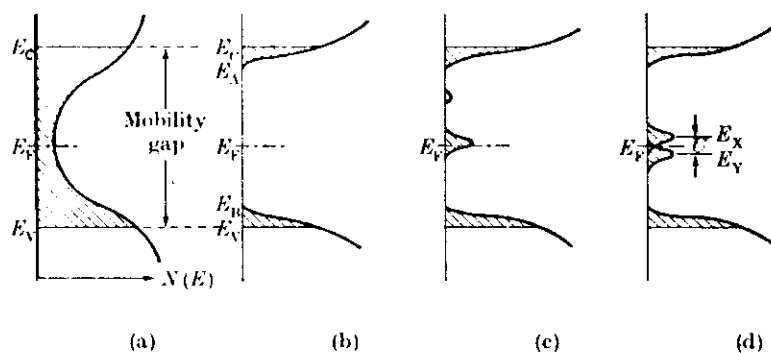 E_C
E_C
E_A
Mobility
gap
E_F
E_F
E_F
E_F
U
E_X
E_Y
E_B
E_V
E_V
N(E)
(a)
(b)
(c)
(d)